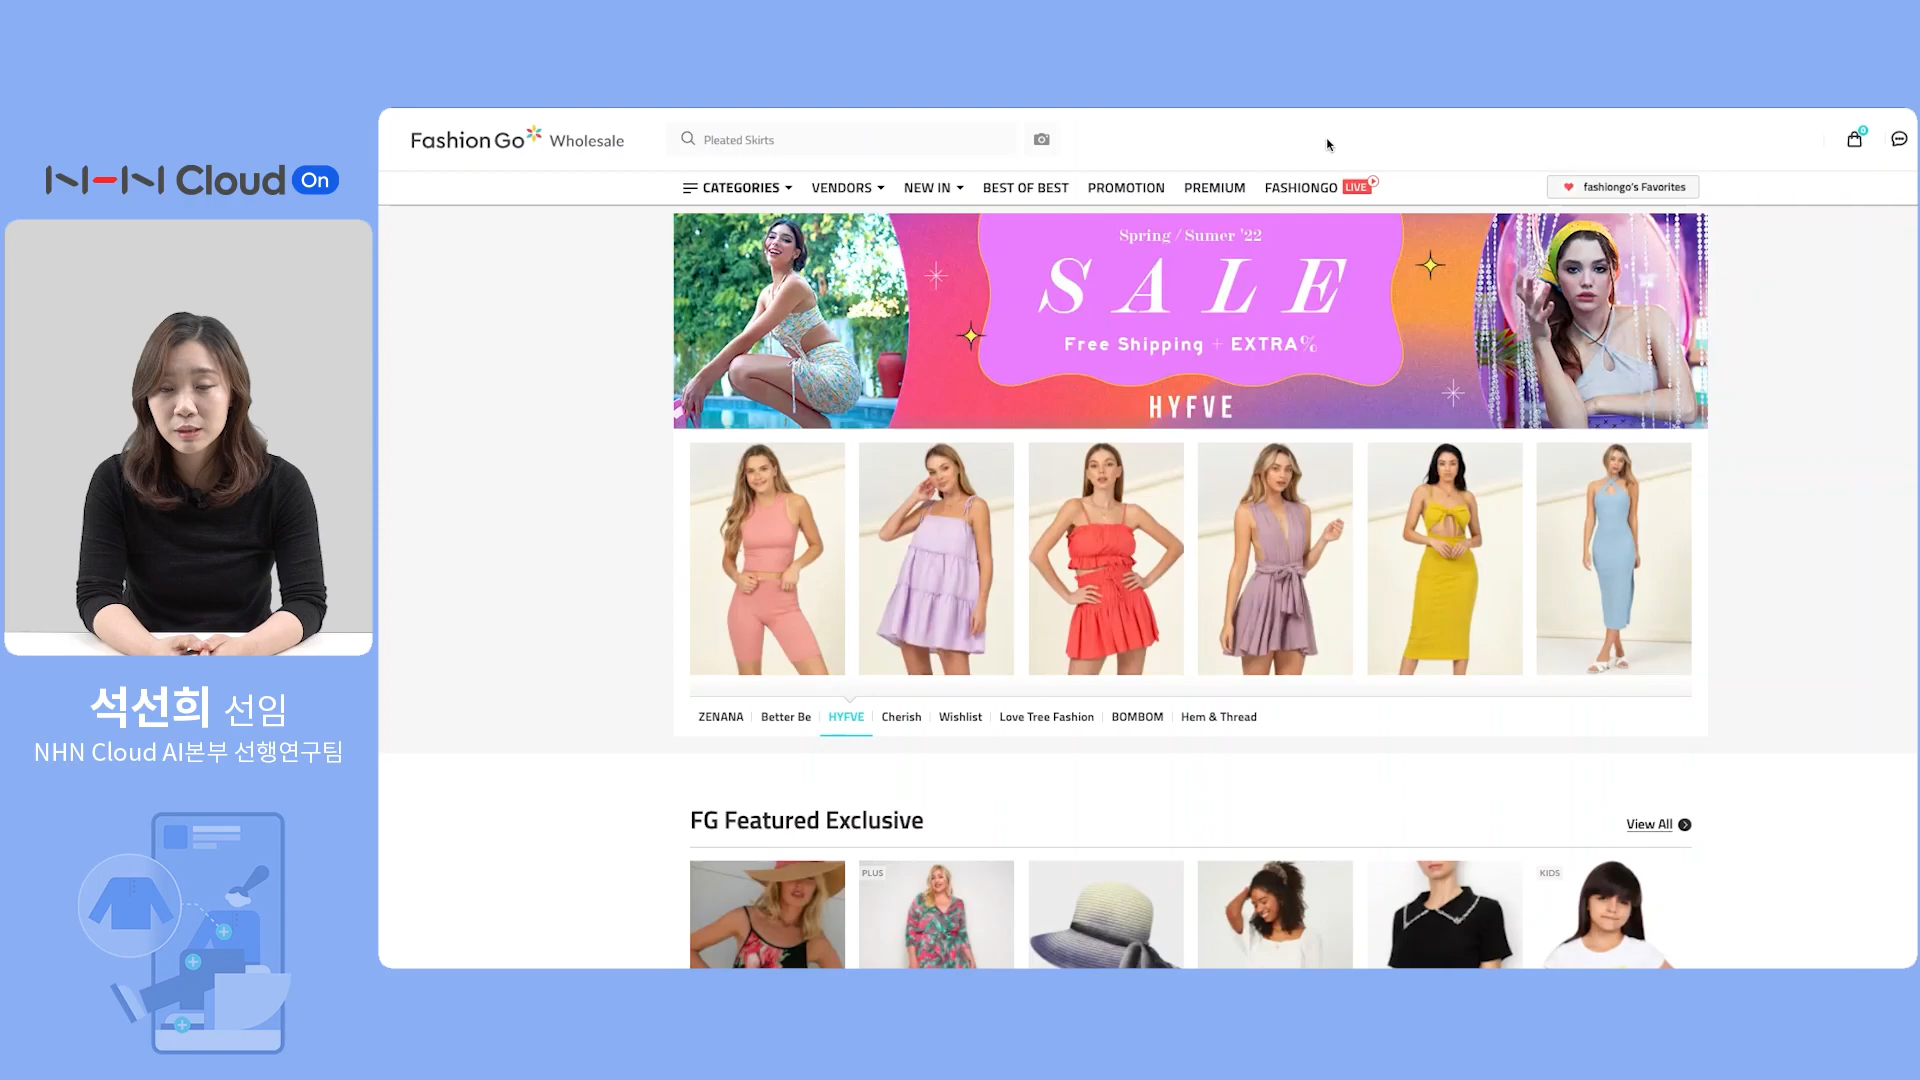 NHN Cloud On
석선희 선임
NHN Cloud AI본부 선행연구팀
FashionGo Wholesale
Pleated Skirts
0
CATEGORIES VENDORS NEW IN BEST OF BEST PROMOTION PREMIUM FASHIONGO LIVE
fashiongo's Favorites
Spring / Sumer '22
SALE
Free Shipping + EXTRA%
HYFVE
ZENANA Better Be HYFVE Cherish Wishlist Love Tree Fashion BOMBOM Hem & Thread
FG Featured Exclusive
View All
PLUS
KIDS